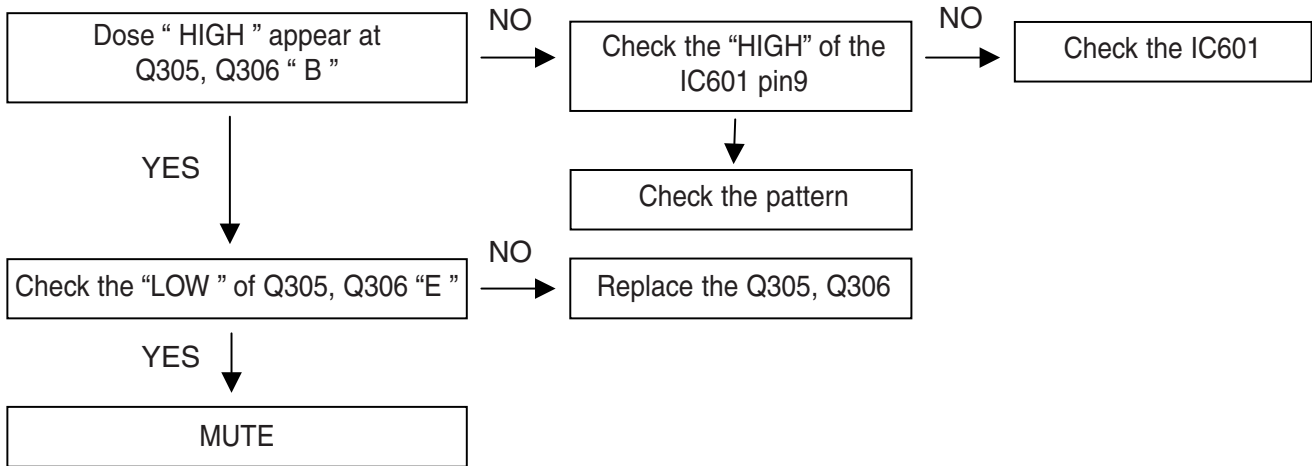 Dose “ HIGH ” appear at
Q305, Q306 “ B ”
NO
Check the “HIGH” of the
IC601 pin9
NO
Check the IC601
YES
Check the pattern
Check the “LOW ” of Q305, Q306 “E ”
NO
Replace the Q305, Q306
YES
MUTE